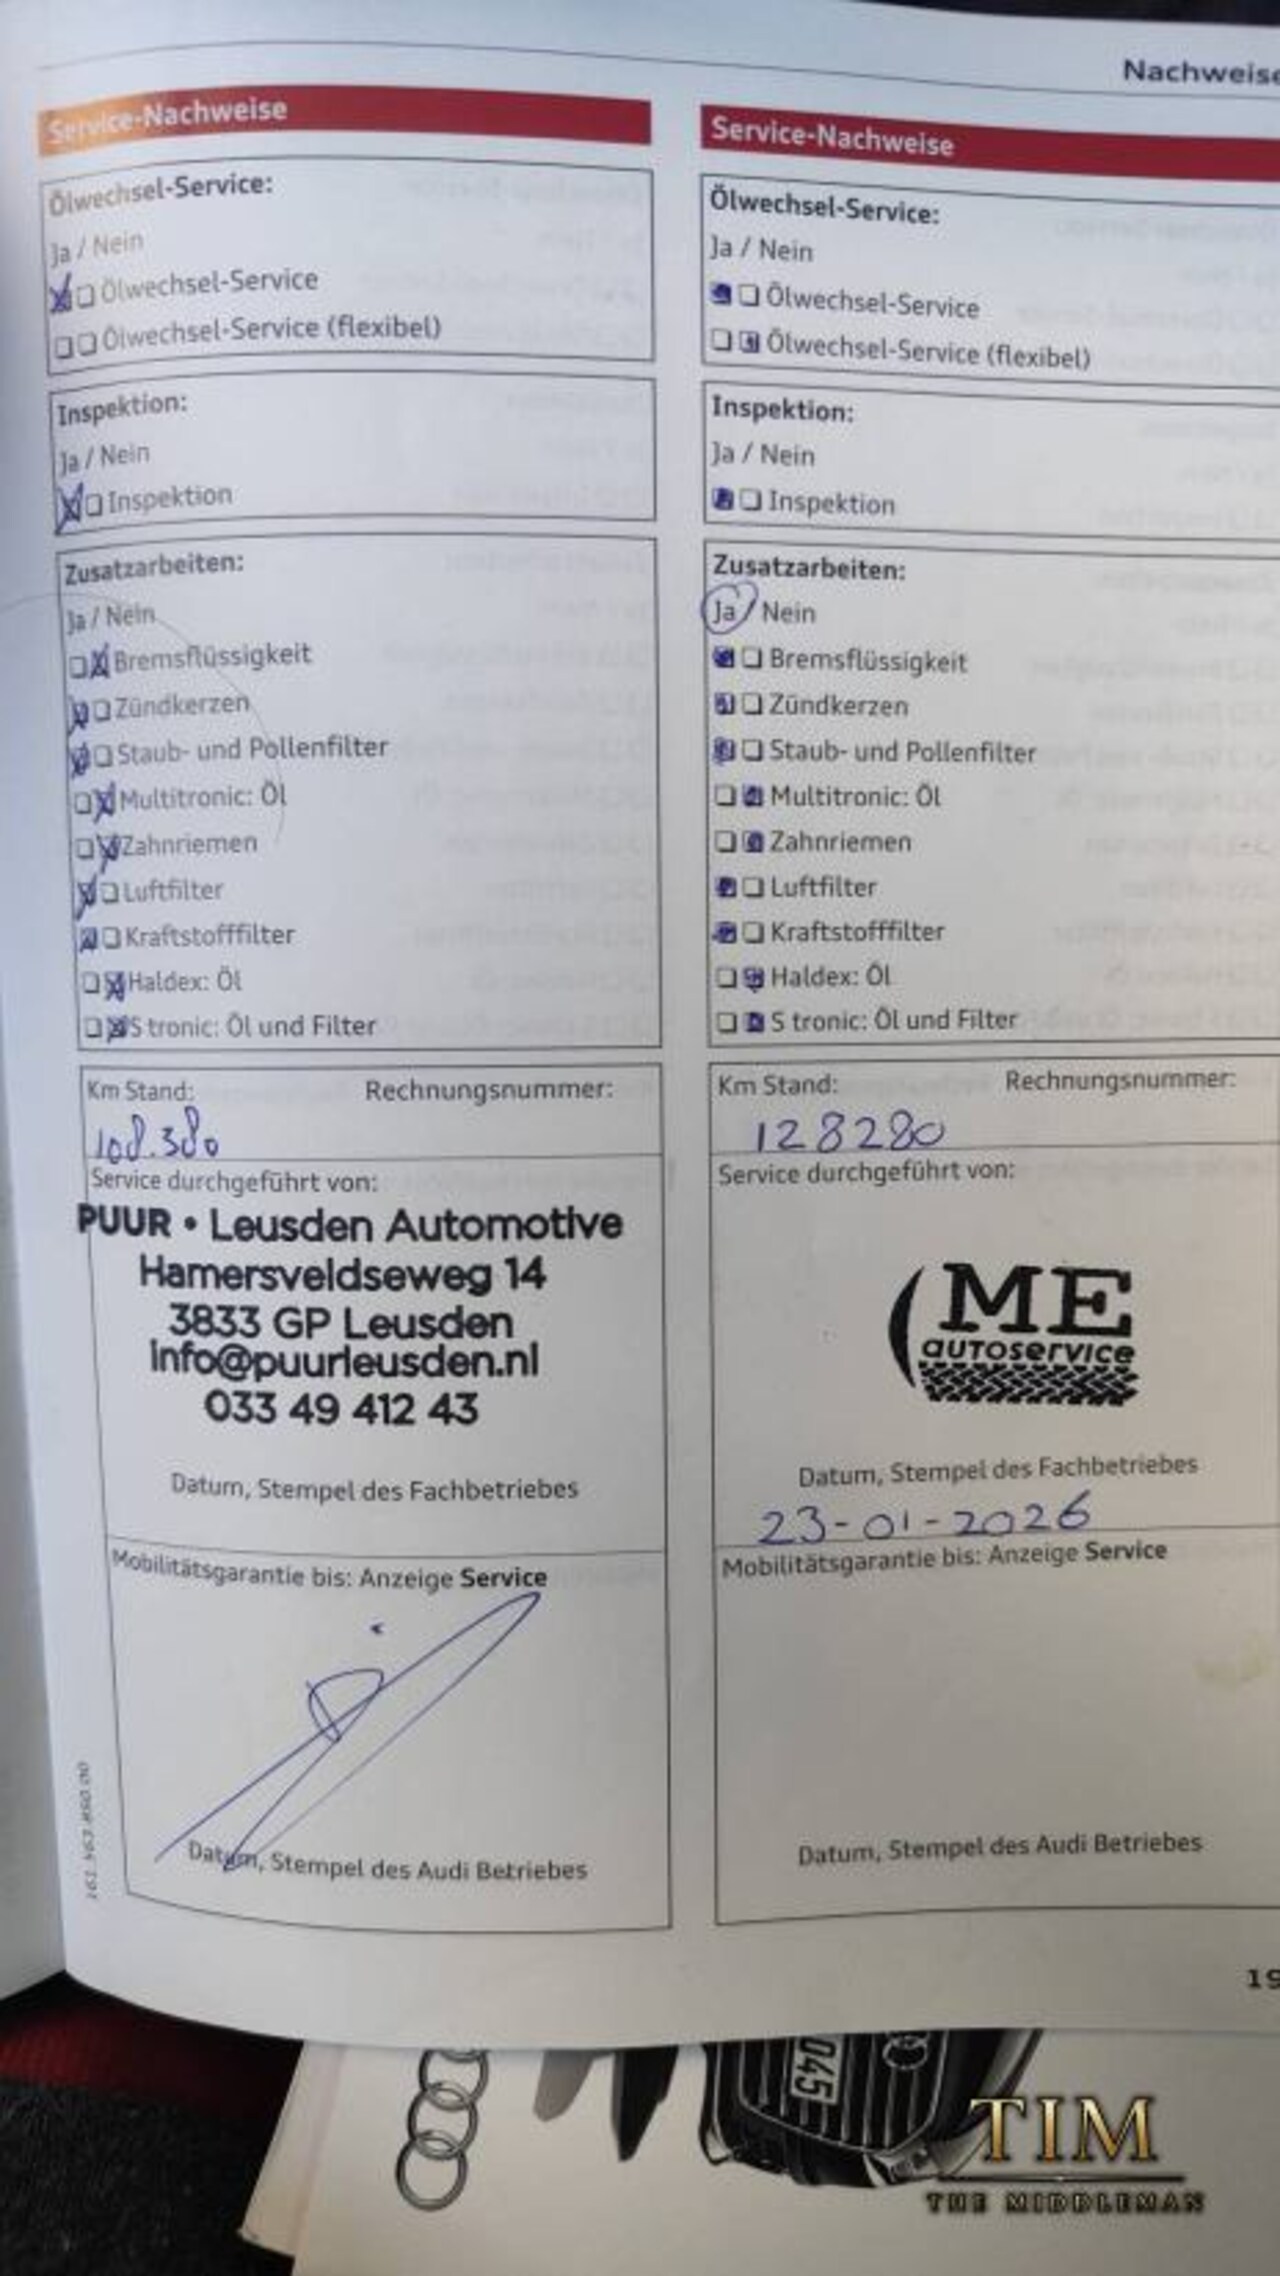 Nachweise
Service-Nachweise
Ölwechsel-Service:
Ja / Nein
Ölwechsel-Service
Ölwechsel-Service (flexibel)
Inspektion:
Ja / Nein
Inspektion
Zusatzarbeiten:
Ja / Nein
Bremsflüssigkeit
Zündkerzen
Staub- und Pollenfilter
Multitronic: Öl
Zahnriemen
Luftfilter
Kraftstofffilter
Haldex: Öl
S tronic: Öl und Filter
Km Stand: Rechnungsnummer:
108.380
Service durchgeführt von:
PUUR • Leusden Automotive
Hamersveldseweg 14
3833 GP Leusden
info@puurleusden.nl
033 49 412 43
Datum, Stempel des Fachbetriebes
Mobilitätsgarantie bis: Anzeige Service
Datum, Stempel des Audi Betriebes
161.563.850.00
Service-Nachweise
Ölwechsel-Service:
Ja / Nein
Ölwechsel-Service
Ölwechsel-Service (flexibel)
Inspektion:
Ja / Nein
Inspektion
Zusatzarbeiten:
Ja / Nein
Bremsflüssigkeit
Zündkerzen
Staub- und Pollenfilter
Multitronic: Öl
Zahnriemen
Luftfilter
Kraftstofffilter
Haldex: Öl
S tronic: Öl und Filter
Km Stand: Rechnungsnummer:
128280
Service durchgeführt von:
ME
autoservice
Datum, Stempel des Fachbetriebes
23-01-2026
Mobilitätsgarantie bis: Anzeige Service
Datum, Stempel des Audi Betriebes
19
045
TIM
THE MIDDLEMAN